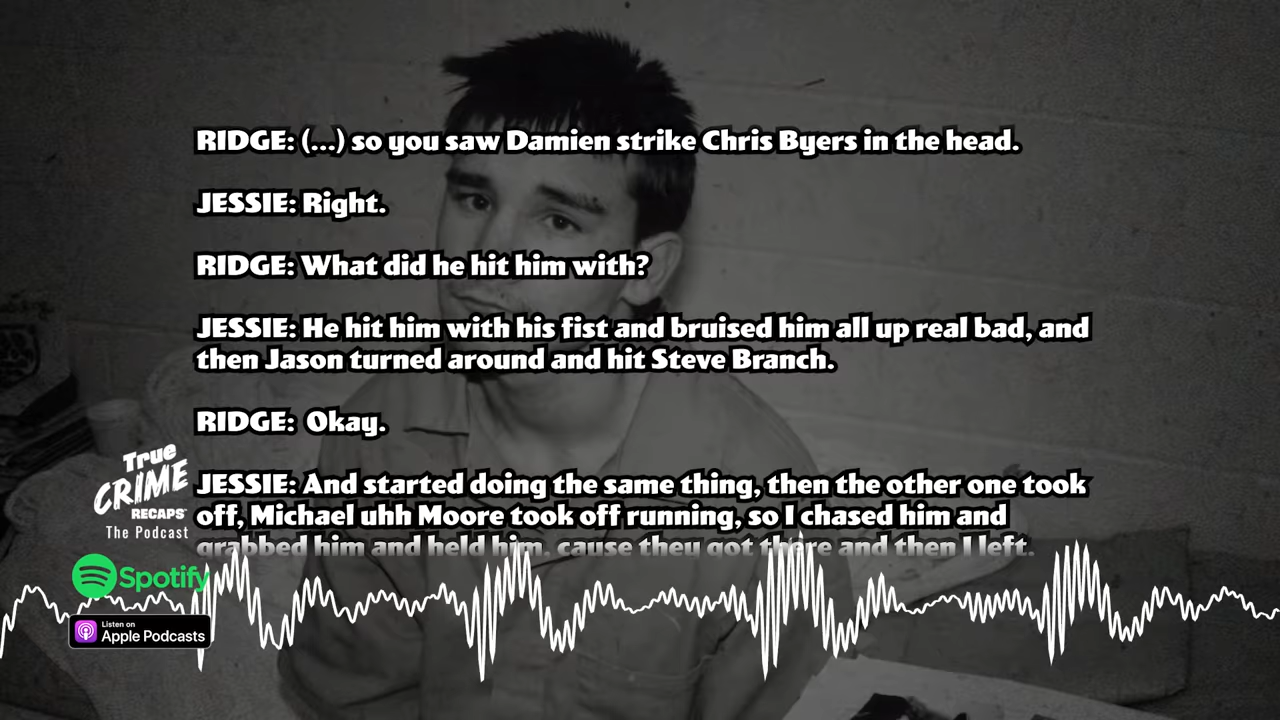 RIDGE: (...) so you saw Damien strike Chris Byers in the head.
JESSIE: Right.
RIDGE: What did he hit him with?
JESSIE: He hit him with his fist and bruised him all up real bad, and
then Jason turned around and hit Steve Branch.
RIDGE: Okay.
JESSIE: And started doing the same thing, then the other one took
off, Michael uhh Moore took off running, so I chased him and
grabbed him and held him, cause they got there and then I left.
True
CRIME
RECAPS
The Podcast
Spotify
Listen on
Apple Podcasts